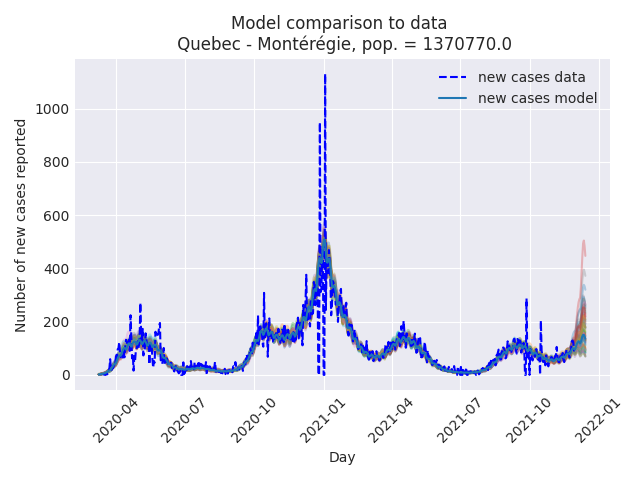 Model comparison to data
Quebec - Montérégie, pop. = 1370770.0
new cases data
new cases model
Number of new cases reported
1000
800
600
400
200
0
2020-04
2020-07
2020-10
2021-01
2021-04
2021-07
2021-10
2022-01
Day